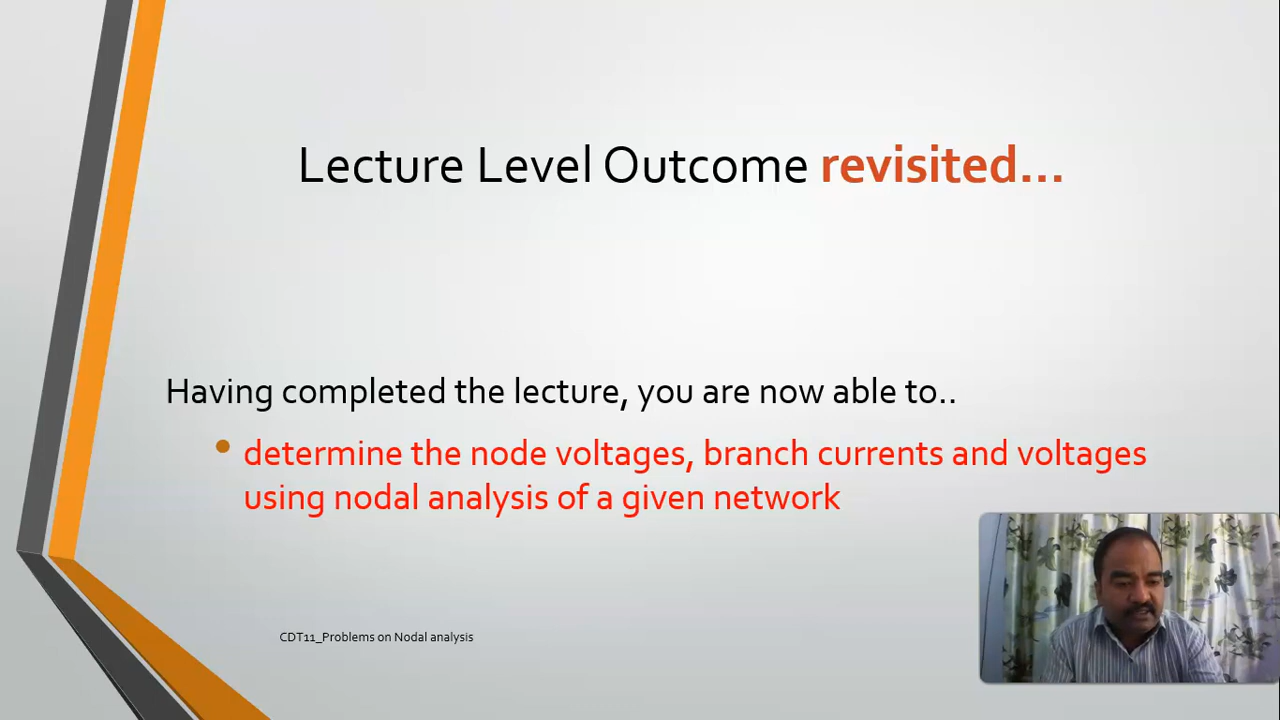 Lecture Level Outcome revisited...
Having completed the lecture, you are now able to..
determine the node voltages, branch currents and voltages
using nodal analysis of a given network
CDT11_Problems on Nodal analysis